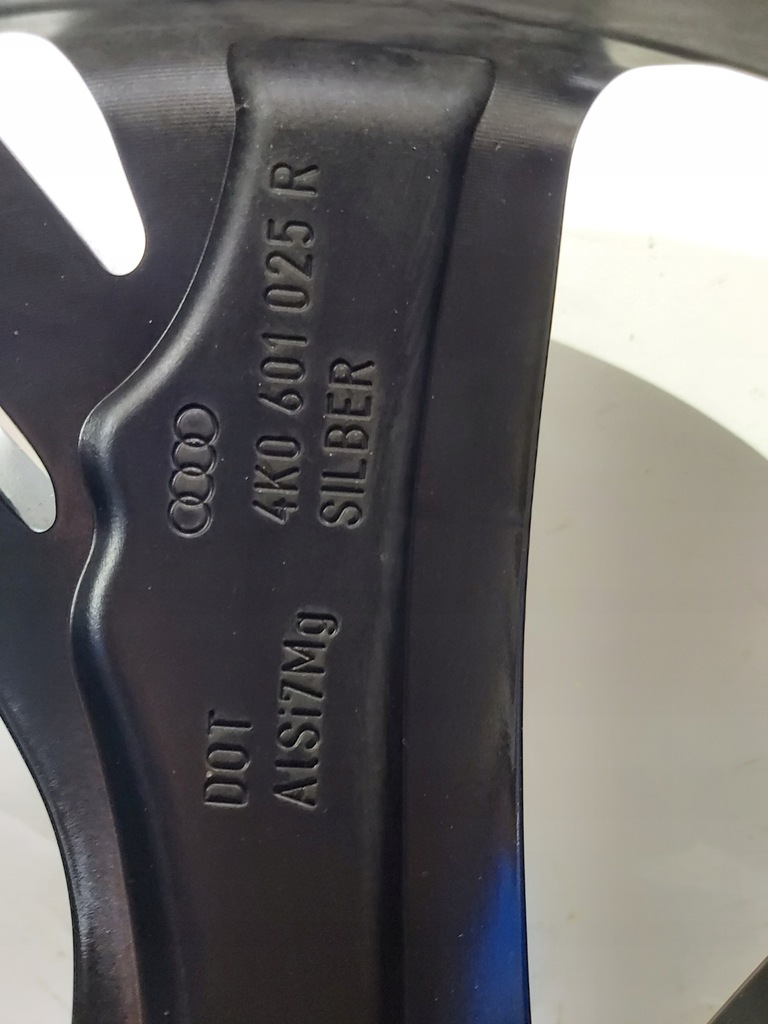 4K0 601 025 R
SILBER
DOT
AlSi7Mg